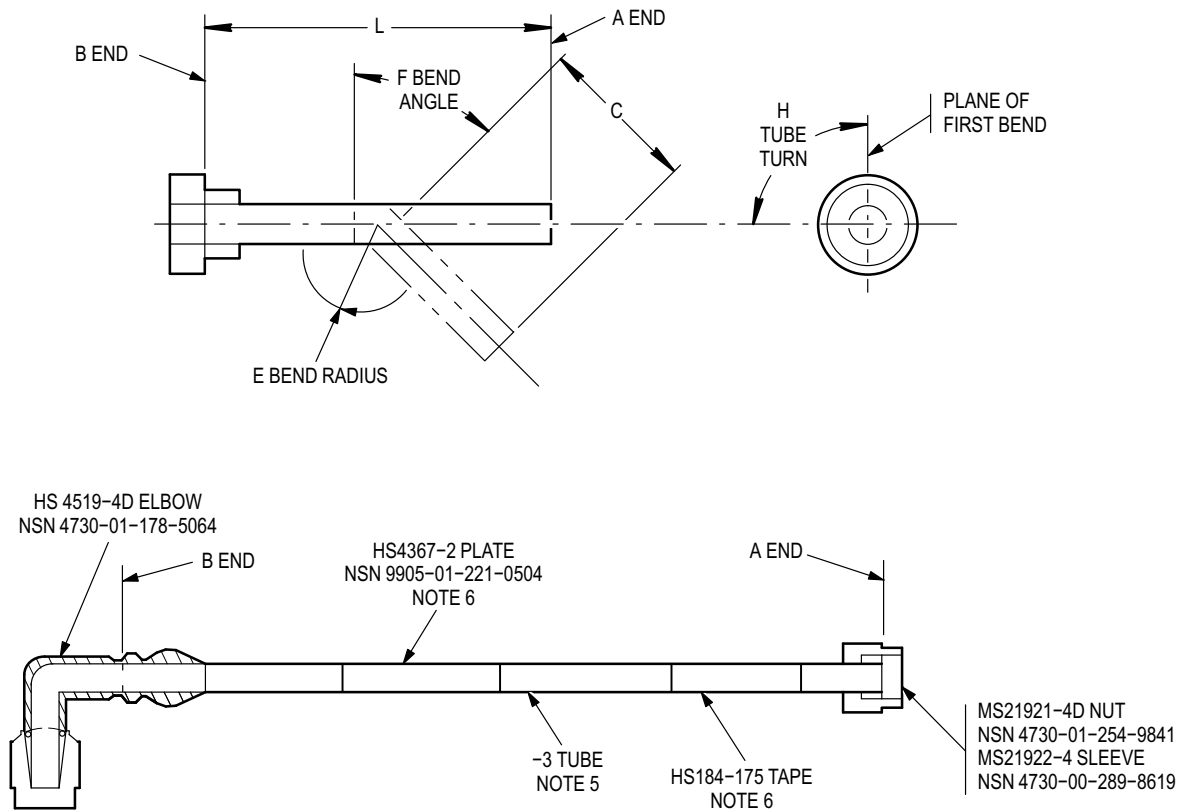 L
A END
B END
F BEND
ANGLE
C
H
TUBE
TURN
PLANE OF
FIRST BEND
E BEND RADIUS
HS 4519−4D ELBOW
NSN 4730−01−178−5064
B END
HS4367−2 PLATE
NSN 9905−01−221−0504
NOTE 6
A END
−3 TUBE
NOTE 5
HS184−175 TAPE
NOTE 6
MS21921−4D NUT
NSN 4730−01−254−9841
MS21922−4 SLEEVE
NSN 4730−00−289−8619